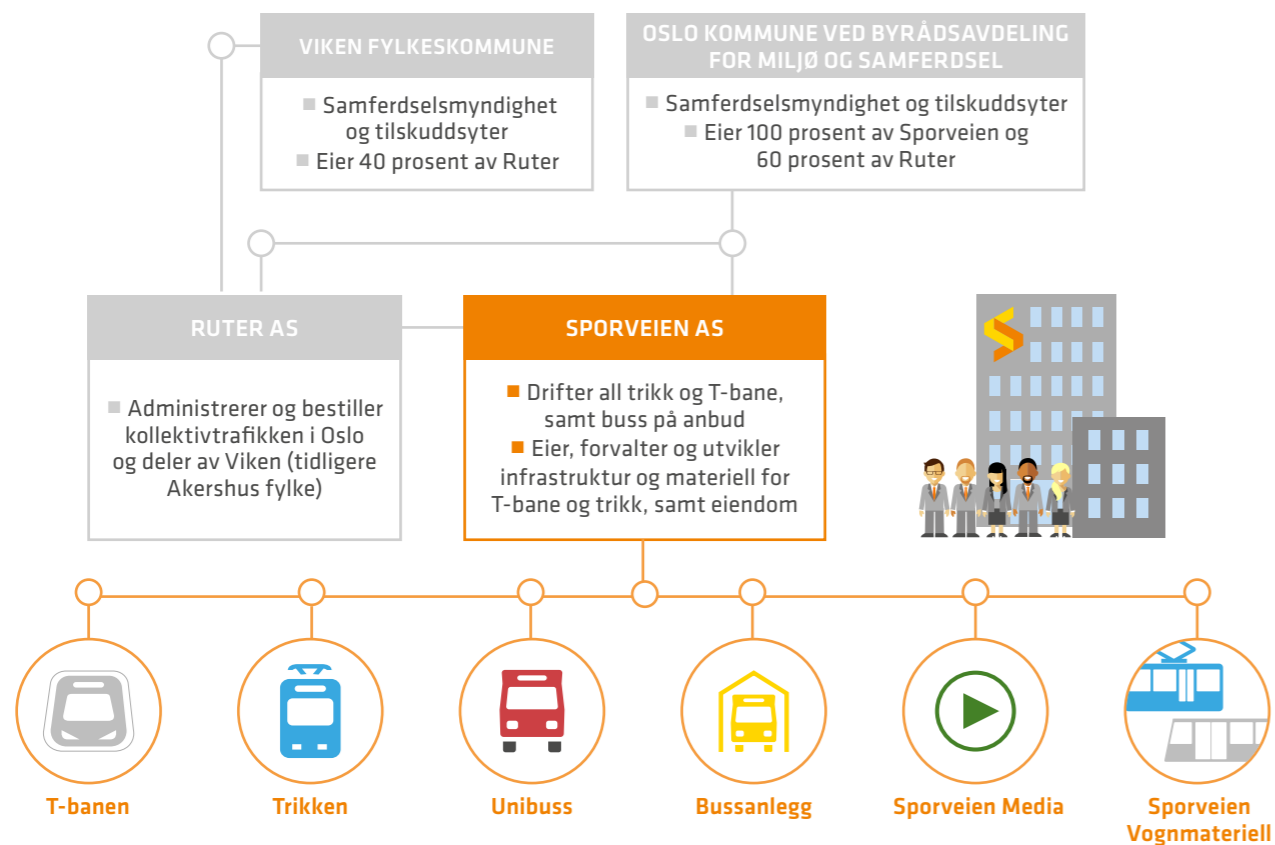 VIKEN FYLKESKOMMUNE
■ Samferdselsmyndighet
og tilskuddsyter
■ Eier 40 prosent av Ruter
OSLO KOMMUNE VED BYRÅDSAVDELING
FOR MILJØ OG SAMFERDSEL
■ Samferdselsmyndighet og tilskuddsyter
■ Eier 100 prosent av Sporveien og
60 prosent av Ruter
RUTER AS
■ Administrerer og bestiller
kollektivtrafikken i Oslo
og deler av Viken (tidligere
Akershus fylke)
SPORVEIEN AS
■ Drifter all trikk og T-bane,
samt buss på anbud
■ Eier, forvalter og utvikler
infrastruktur og materiell for
T-bane og trikk, samt eiendom
T-banen
Trikken
Unibuss
Bussanlegg
Sporveien Media
Sporveien
Vognmateriell